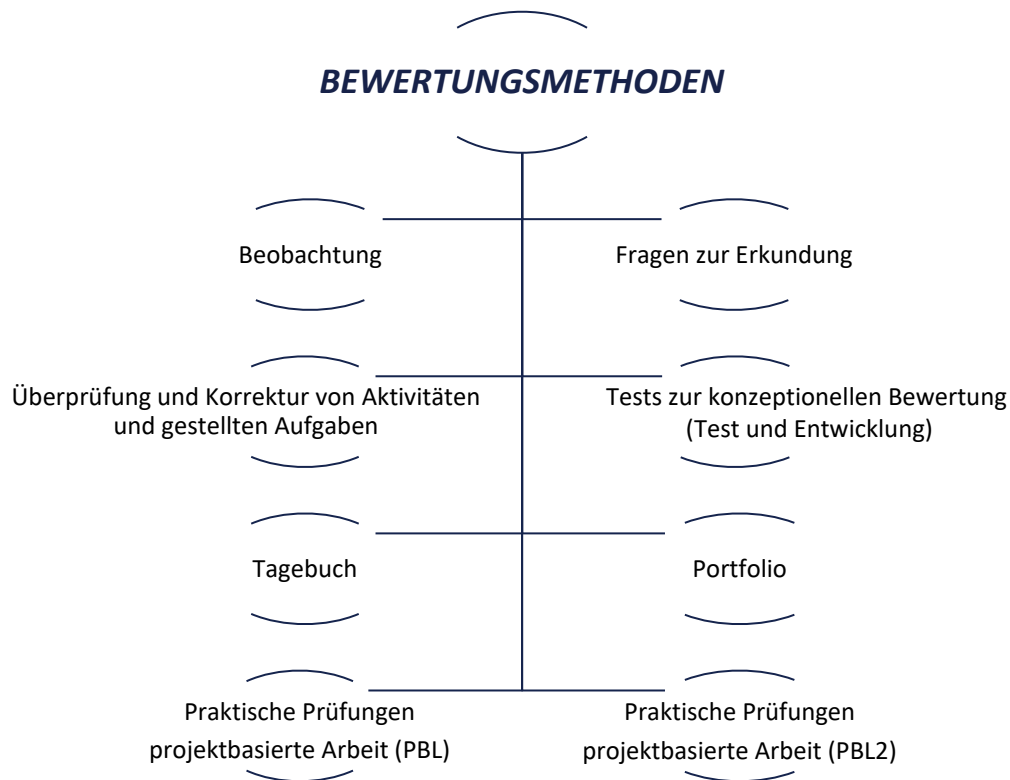 BEWERTUNGSMETHODEN
Beobachtung
Fragen zur Erkundung
Überprüfung und Korrektur von Aktivitäten
und gestellten Aufgaben
Tests zur konzeptionellen Bewertung
(Test und Entwicklung)
Tagebuch
Portfolio
Praktische Prüfungen
projektbasierte Arbeit (PBL)
Praktische Prüfungen
projektbasierte Arbeit (PBL2)